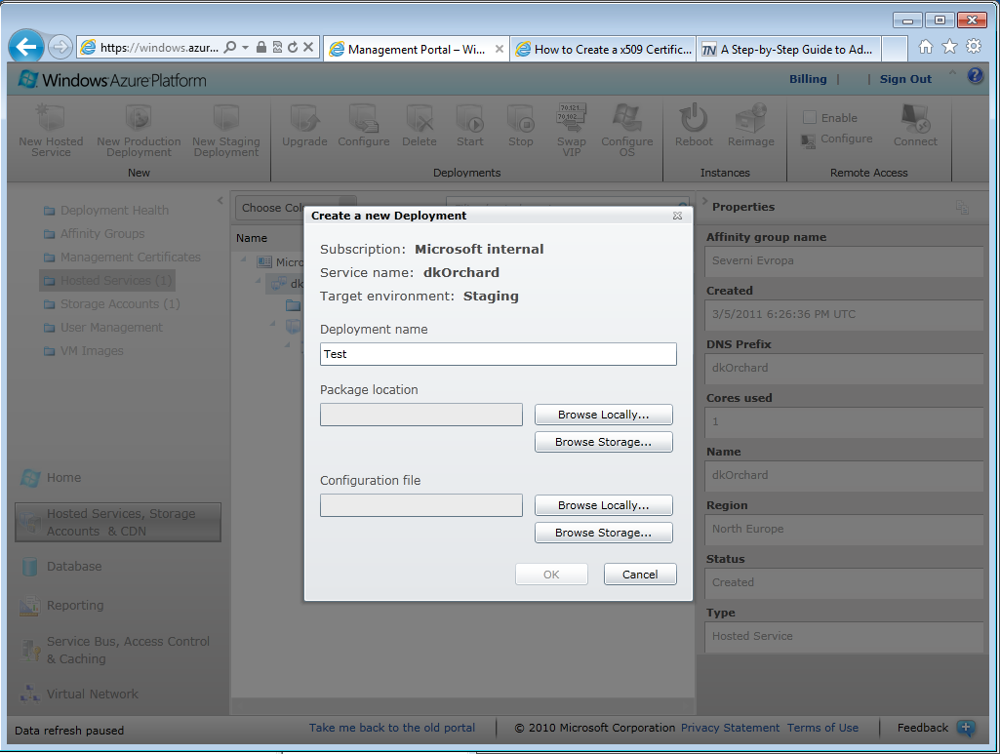 https://windows.azur...
Management Portal – Wi...
How to Create a x509 Certific...
A Step-by-Step Guide to Ad...
Windows Azure Platform
Billing | | Sign Out
New Hosted Service
New Production Deployment
New Staging Deployment
Upgrade
Configure
Delete
Start
Stop
Swap VIP
Configure OS
Reboot
Reimage
Enable
Configure
Connect
New
Deployments
Instances
Remote Access
Deployment Health
Affinity Groups
Management Certificates
Hosted Services (1)
Storage Accounts (1)
User Management
VM Images
Home
Hosted Services, Storage
Accounts & CDN
Database
Reporting
Service Bus, Access Control
& Caching
Virtual Network
Choose Col
Name
Micro
dk
Create a new Deployment
Subscription: Microsoft internal
Service name: dkOrchard
Target environment: Staging
Deployment name
Test
Package location
Browse Locally...
Browse Storage...
Configuration file
Browse Locally...
Browse Storage...
OK
Cancel
Properties
Affinity group name
Severni Evropa
Created
3/5/2011 6:26:36 PM UTC
DNS Prefix
dkOrchard
Cores used
1
Name
dkOrchard
Region
North Europe
Status
Created
Type
Hosted Service
Data refresh paused
Take me back to the old portal
© 2010 Microsoft Corporation Privacy Statement Terms of Use
Feedback